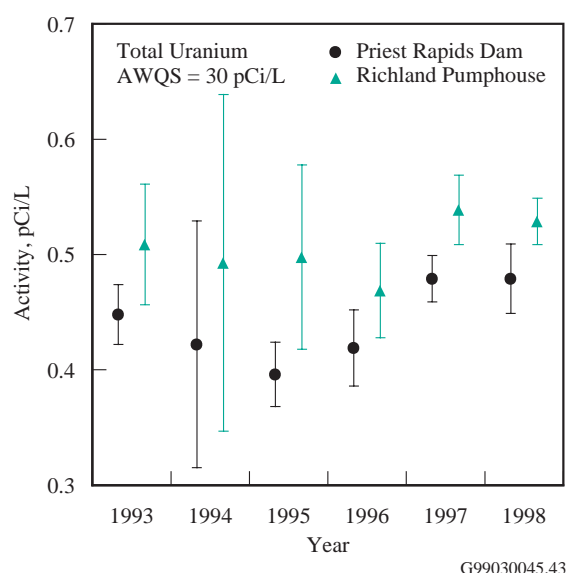 Total Uranium
AWQS = 30 pCi/L
Priest Rapids Dam
Richland Pumphouse
Activity, pCi/L
0.7
0.6
0.5
0.4
0.3
1993 1994 1995 1996 1997 1998
Year
G99030045.43